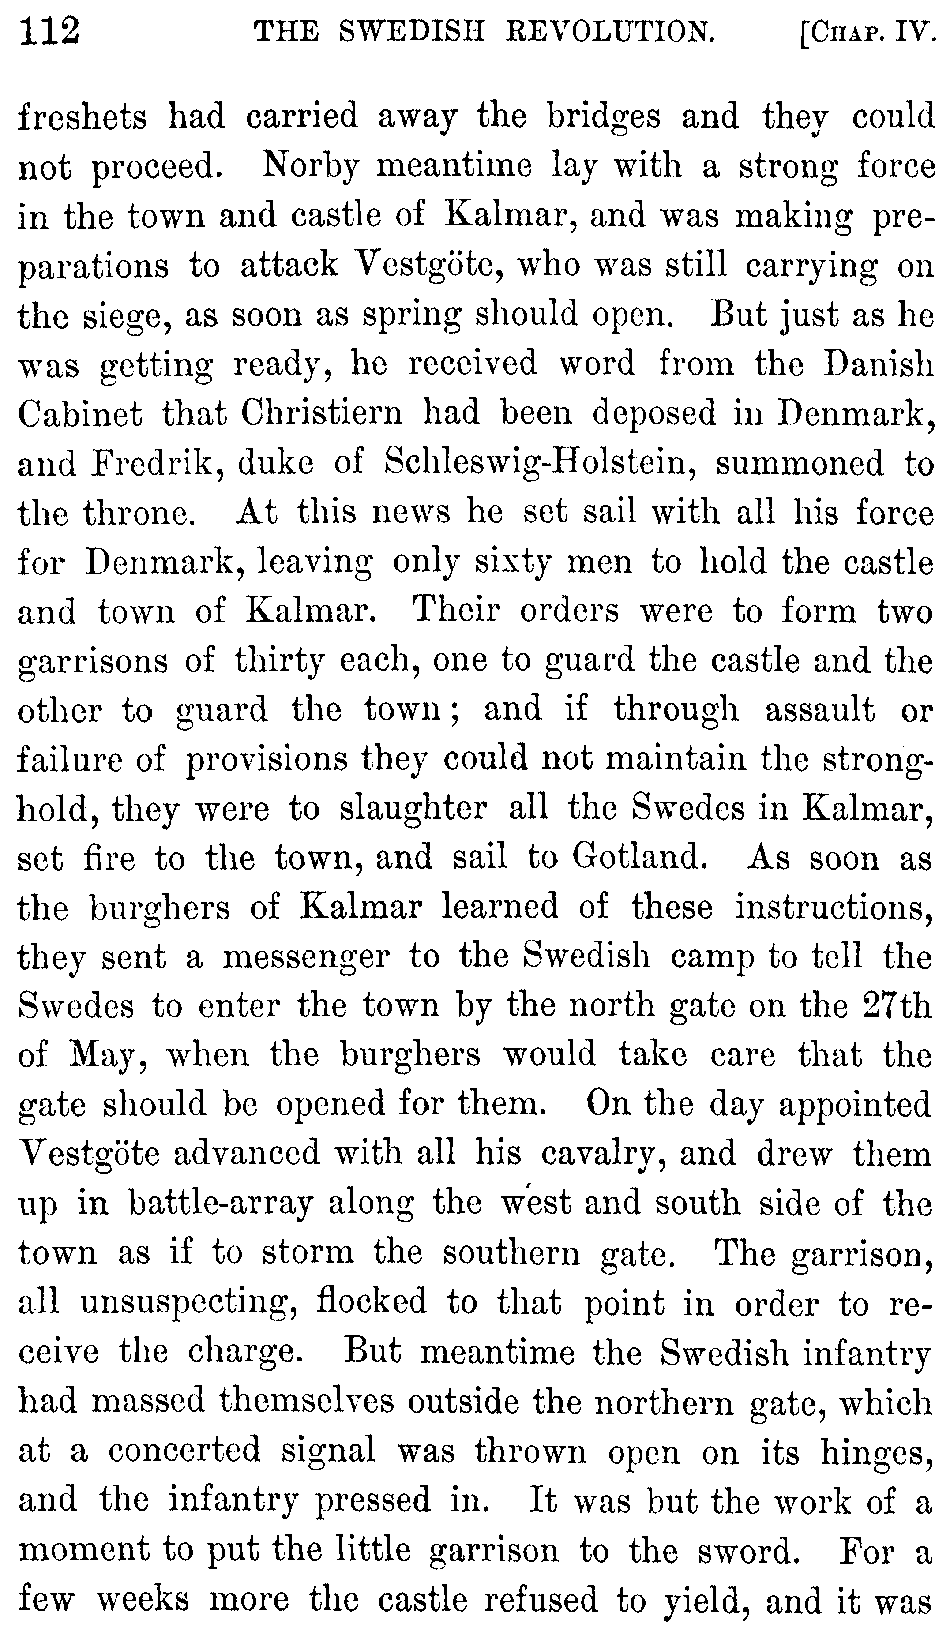 112 THE SWEDISH REVOLUTION. [CHAP. IV.
freshets had carried away the bridges and they could
not proceed. Norby meantime lay with a strong force
in the town and castle of Kalmar, and was making pre-
parations to attack Vestgöte, who was still carrying on
the siege, as soon as spring should open. But just as he
was getting ready, he received word from the Danish
Cabinet that Christiern had been deposed in Denmark,
and Fredrik, duke of Schleswig-Holstein, summoned to
the throne. At this news he set sail with all his force
for Denmark, leaving only sixty men to hold the castle
and town of Kalmar. Their orders were to form two
garrisons of thirty each, one to guard the castle and the
other to guard the town; and if through assault or
failure of provisions they could not maintain the strong-
hold, they were to slaughter all the Swedes in Kalmar,
set fire to the town, and sail to Gotland. As soon as
the burghers of Kalmar learned of these instructions,
they sent a messenger to the Swedish camp to tell the
Swedes to enter the town by the north gate on the 27th
of May, when the burghers would take care that the
gate should be opened for them. On the day appointed
Vestgöte advanced with all his cavalry, and drew them
up in battle-array along the west and south side of the
town as if to storm the southern gate. The garrison,
all unsuspecting, flocked to that point in order to re-
ceive the charge. But meantime the Swedish infantry
had massed themselves outside the northern gate, which
at a concerted signal was thrown open on its hinges,
and the infantry pressed in. It was but the work of a
moment to put the little garrison to the sword. For a
few weeks more the castle refused to yield, and it was